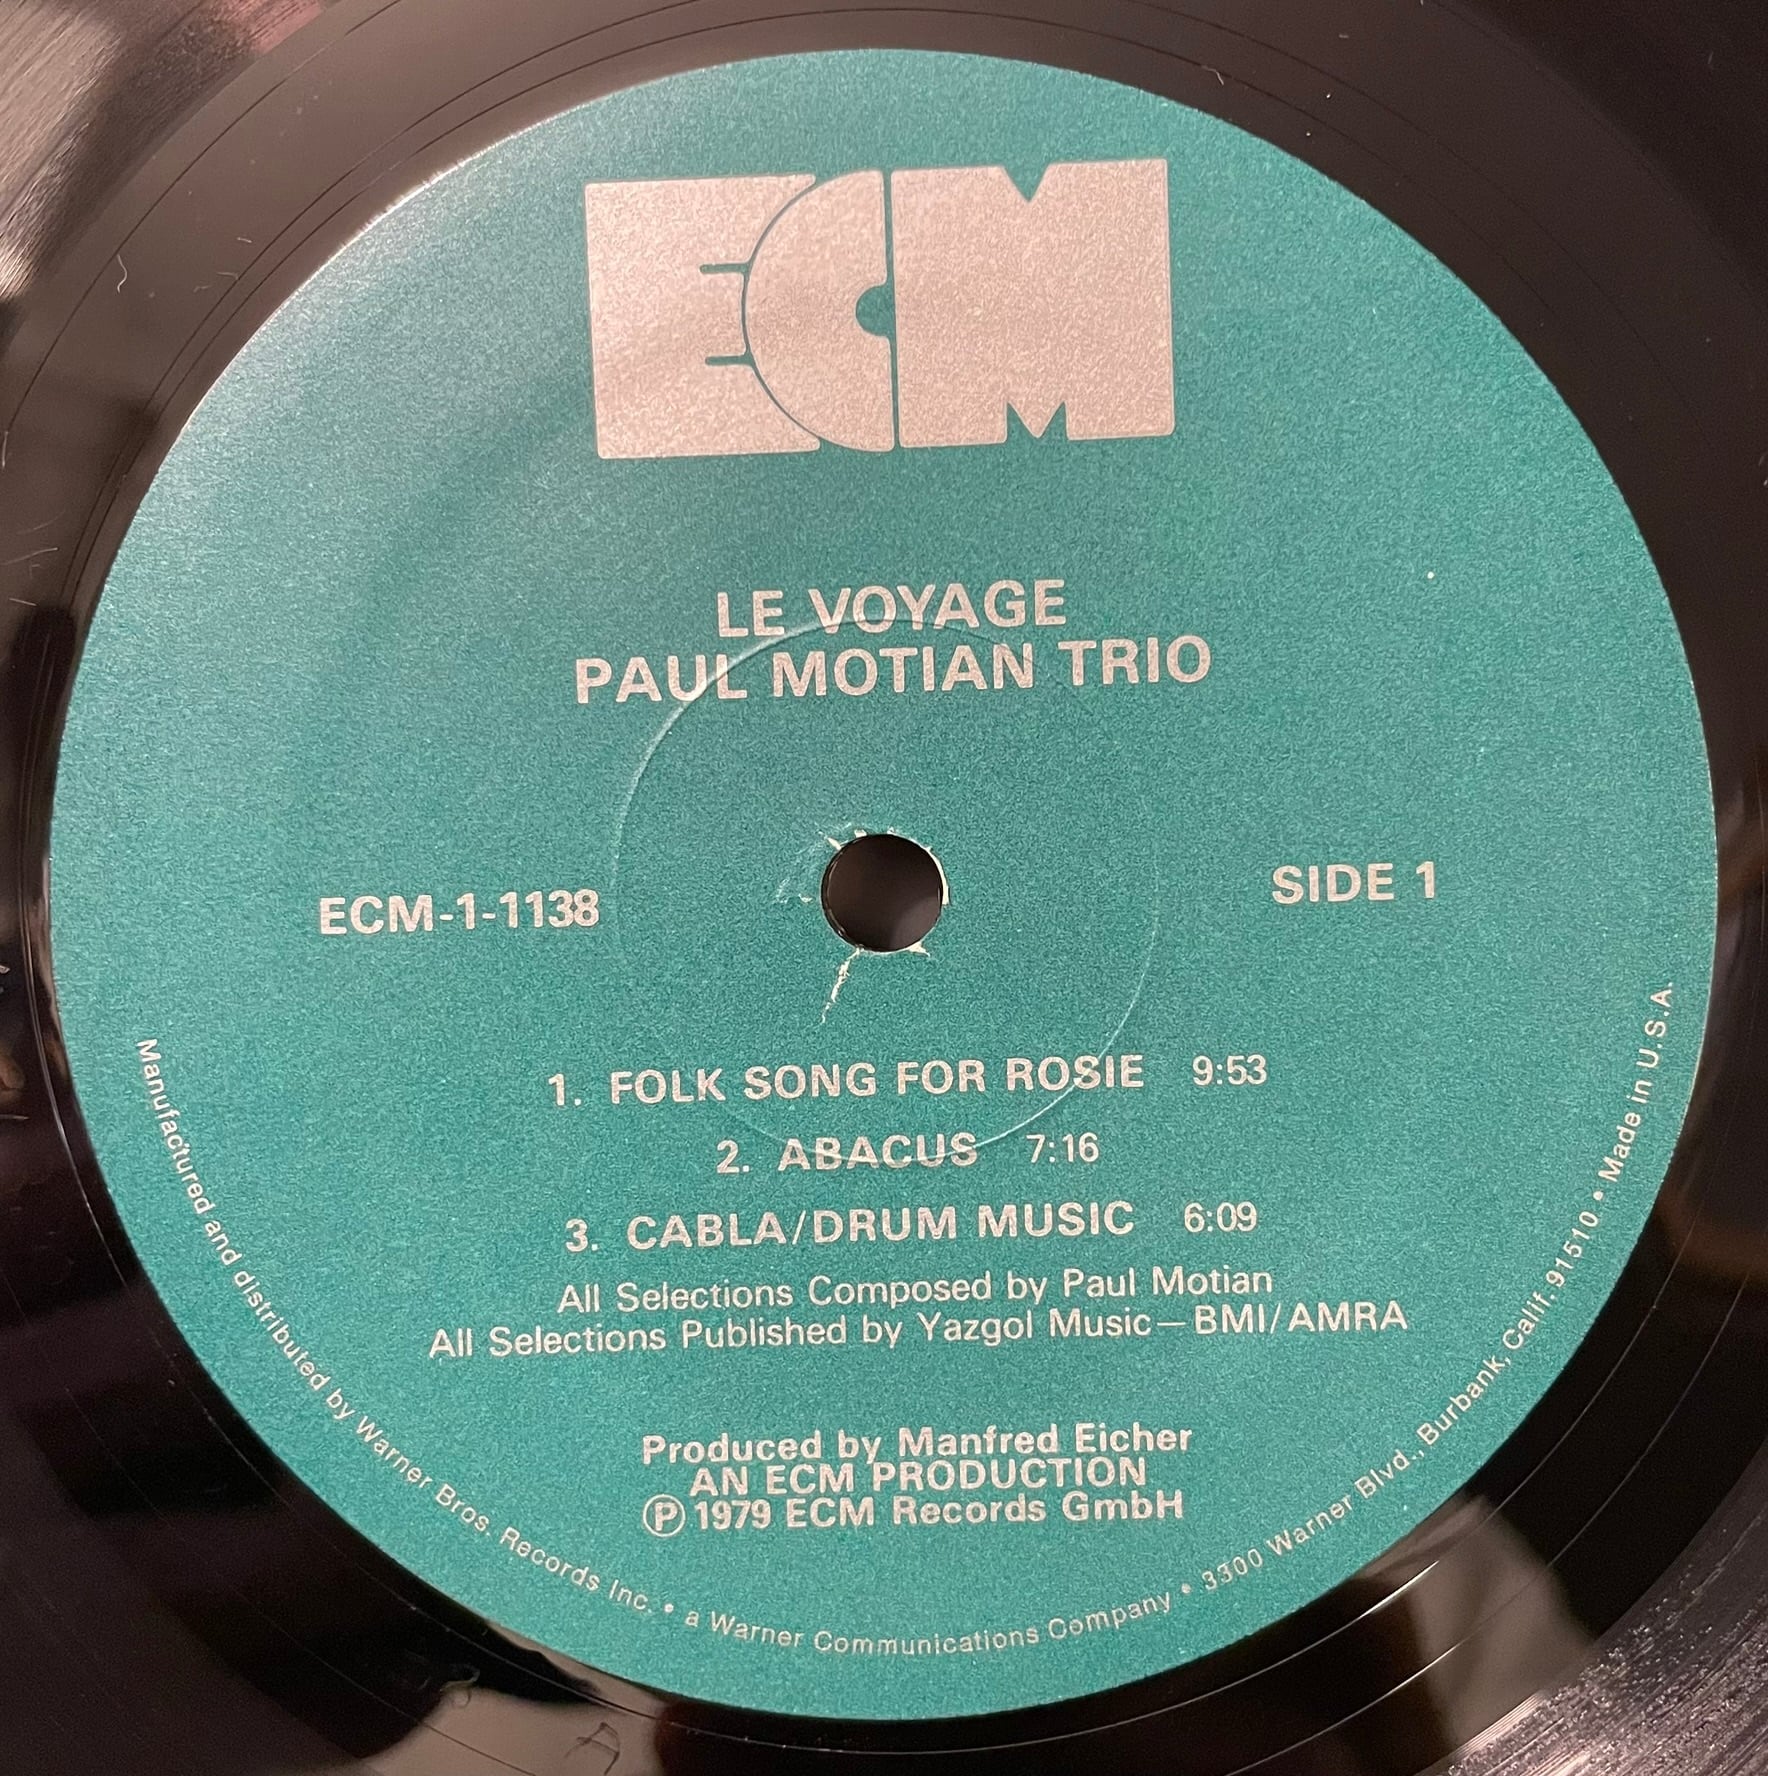 ECM
LE VOYAGE
PAUL MOTIAN TRIO
ECM-1-1138
SIDE 1
1. FOLK SONG FOR ROSIE 9:53
2. ABACUS 7:16
3. CABLA/DRUM MUSIC 6:09
All Selections Composed by Paul Motian
All Selections Published by Yazgol Music—BMI/AMRA
Produced by Manfred Eicher
AN ECM PRODUCTION
℗ 1979 ECM Records GmbH
Manufactured and distributed by Warner Bros. Records Inc. • a Warner Communications Company • 3300 Warner Blvd., Burbank, Calif. 91510 • Made in U.S.A.